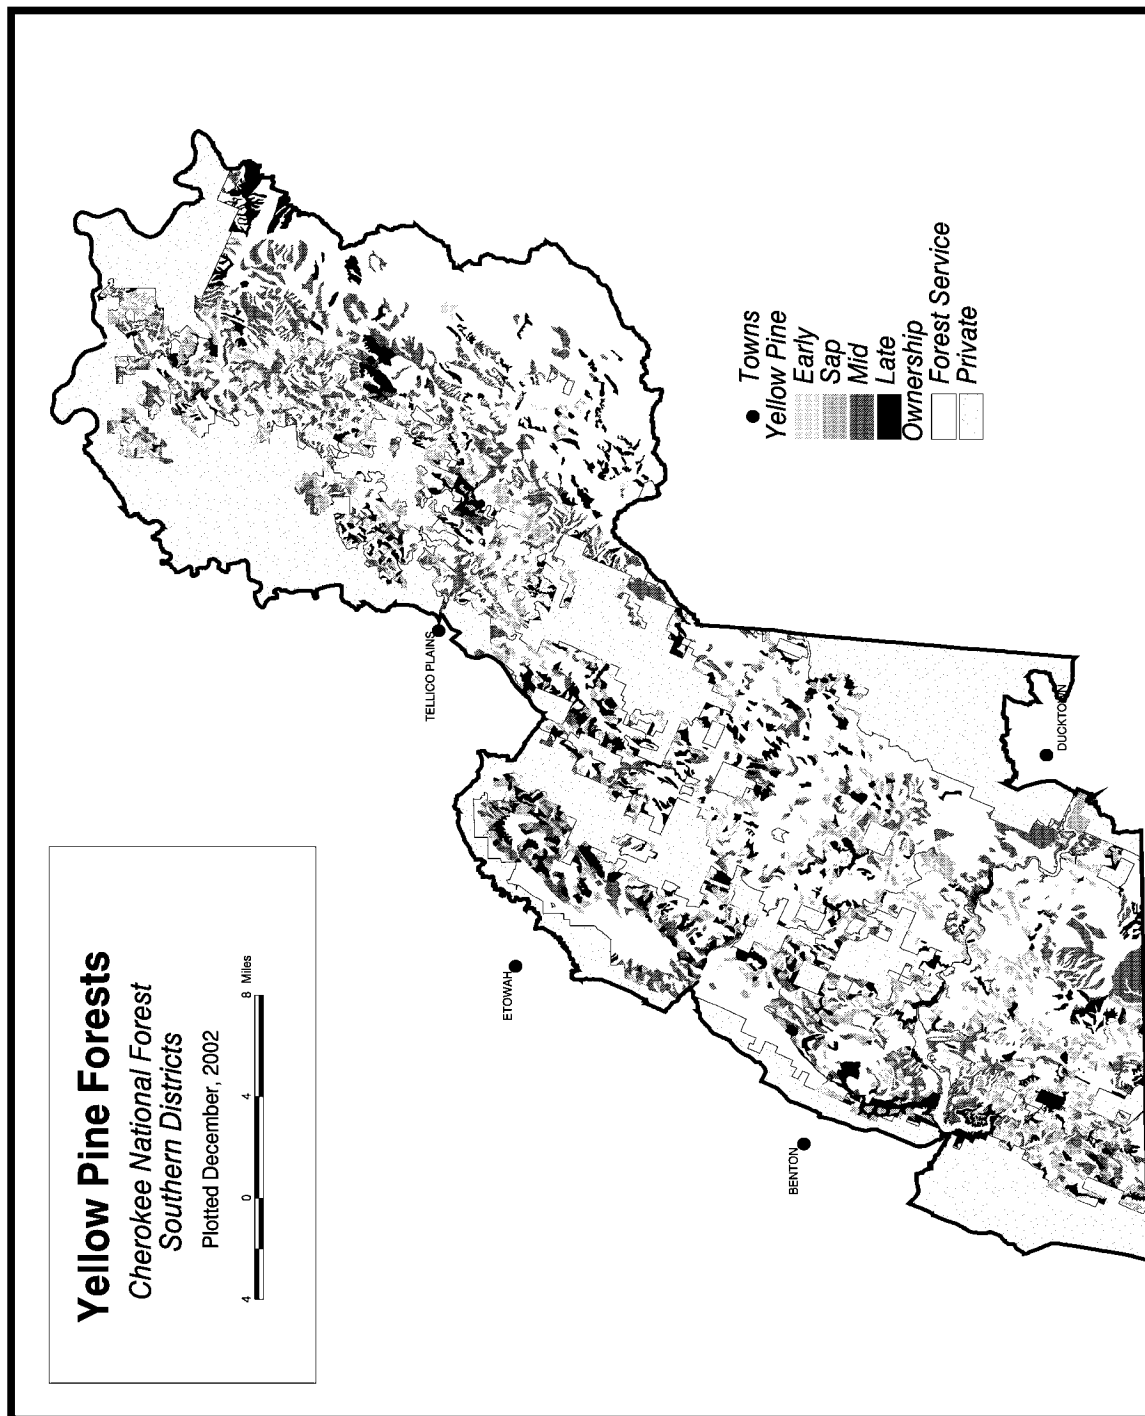 Yellow Pine Forests
Cherokee National Forest
Southern Districts
Plotted December, 2002
4 0 4 8 Miles
ETOWAH
TELLICO PLAINS
BENTON
DUCKTOWN
Towns
Yellow Pine
Early
Sap
Mid
Late
Ownership
Forest Service
Private